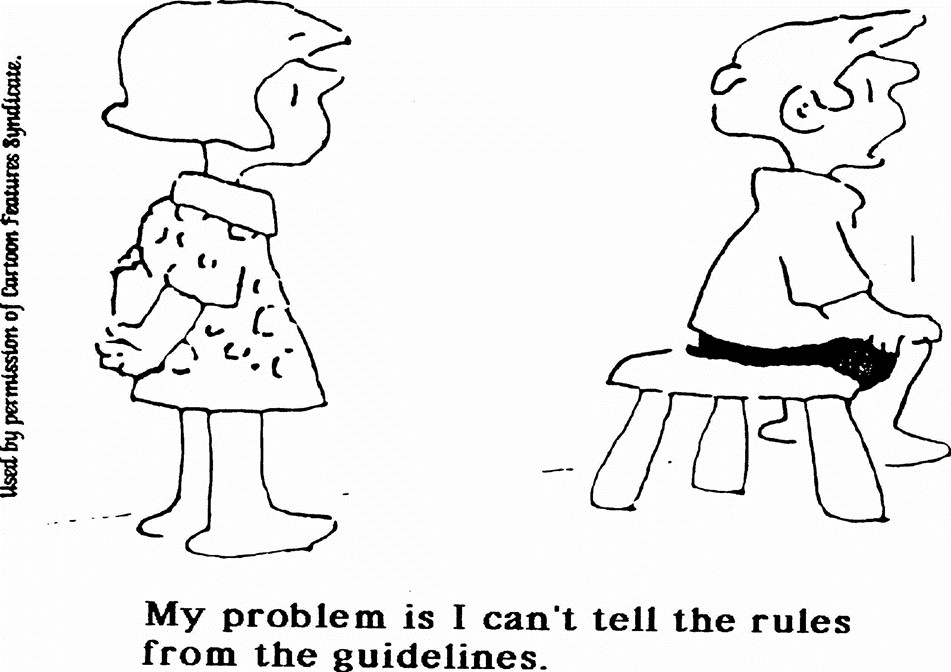 Used by permission of Cartoon Features Syndicate.
My problem is I can't tell the rules
from the guidelines.